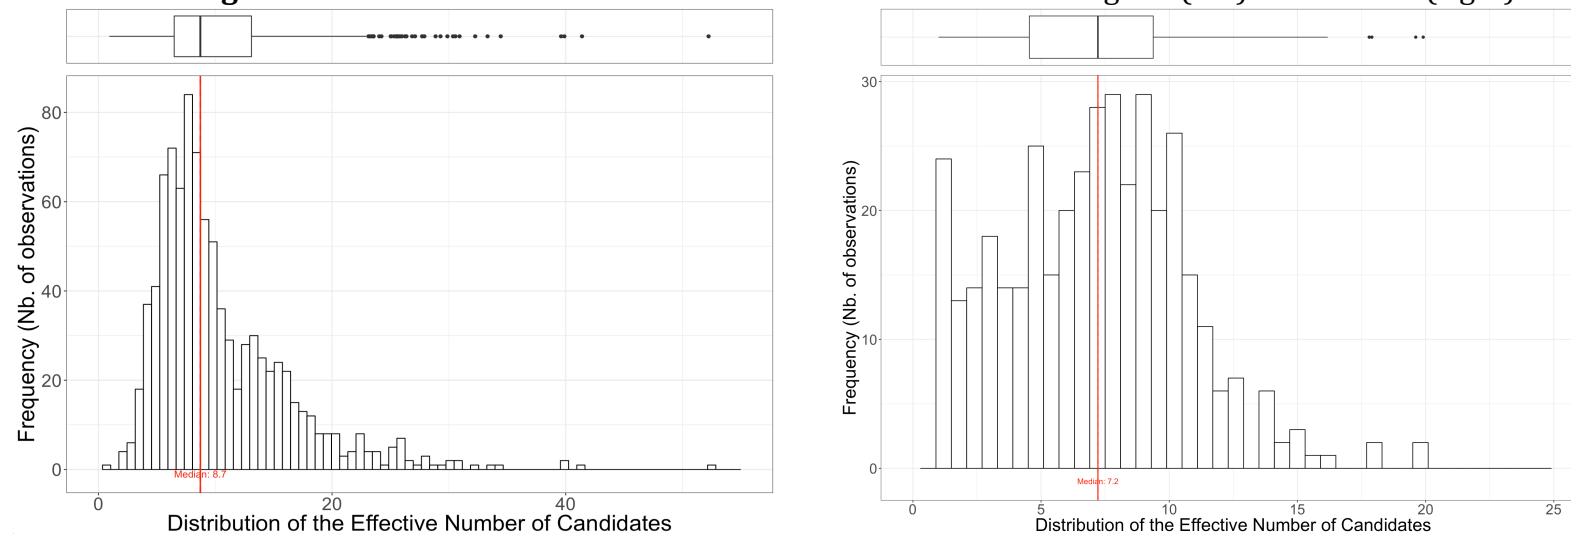 80
60
40
20
0
Frequency (Nb. of observations)
Median: 8.7
0 20 40
Distribution of the Effective Number of Candidates
30
20
10
0
Frequency (Nb. of observations)
Median: 7.2
0 5 10 15 20 25
Distribution of the Effective Number of Candidates